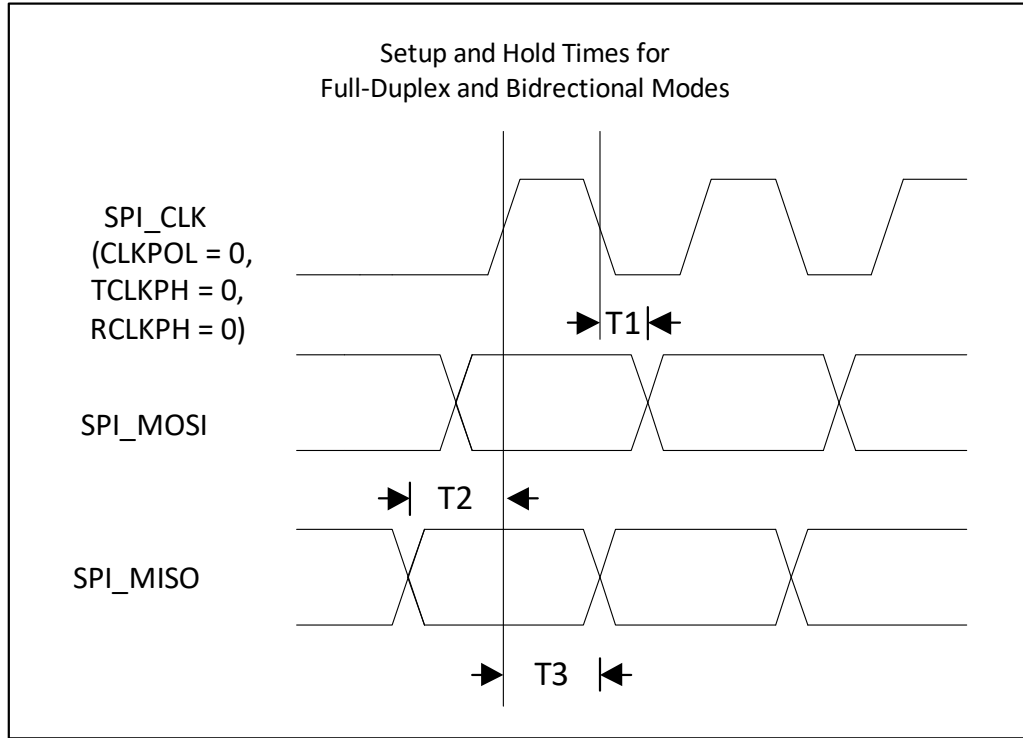 Setup and Hold Times for
Full-Duplex and Bidrectional Modes
SPI_CLK
(CLKPOL = 0,
TCLKPH = 0,
RCLKPH = 0)
T1
SPI_MOSI
T2
SPI_MISO
T3